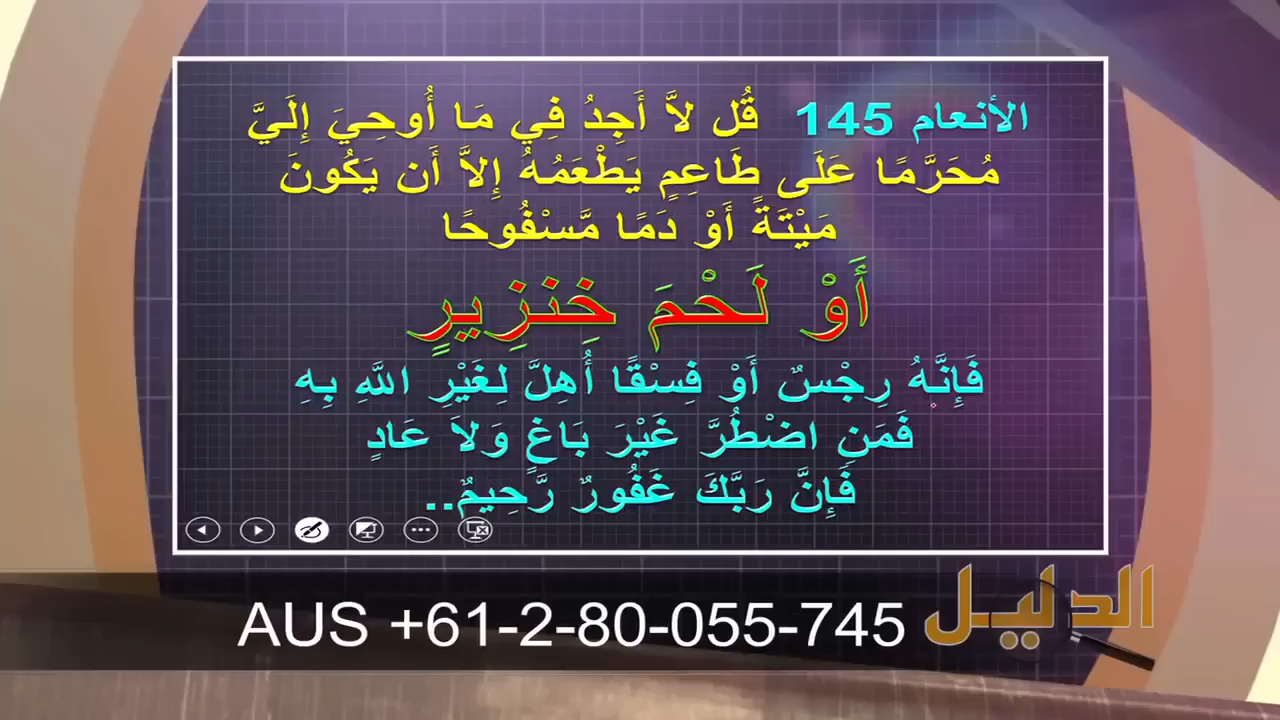 الأنعام 145 قُل لاَّ أَجِدُ فِي مَا أُوحِيَ إِلَيَّ
مُحَرَّمًا عَلَى طَاعِمٍ يَطْعَمُهُ إِلاَّ أَن يَكُونَ
مَيْتَةً أَوْ دَمًا مَّسْفُوحًا
أَوْ لَحْمَ خِنزِيرٍ
فَإِنَّهُ رِجْسٌ أَوْ فِسْقًا أُهِلَّ لِغَيْرِ اللَّهِ بِهِ
فَمَنِ اضْطُرَّ غَيْرَ بَاغٍ وَلاَ عَادٍ
فَإِنَّ رَبَّكَ غَفُورٌ رَّحِيمٌ..
الدليل
AUS +61-2-80-055-745